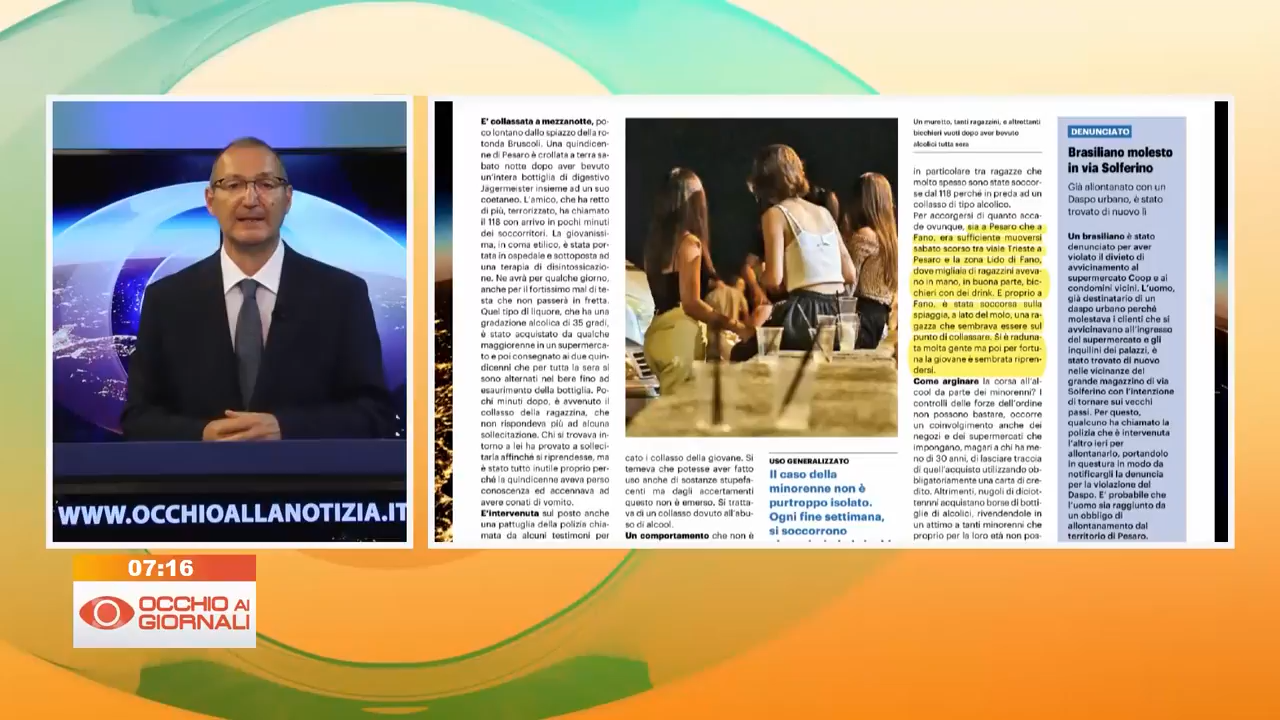 E' collassata a mezzanotte, po-
co lontano dallo spiazzo della ro-
tonda Bruscoli. Una quindicen-
ne di Pesaro è crollata a terra sa-
bato notte dopo aver bevuto
un'intera bottiglia di digestivo
Jägermeister insieme ad un suo
coetaneo. L'amico, che ha retto
di più, terrorizzato, ha chiamato
il 118 con arrivo in pochi minuti
dei soccorritori. La giovanissi-
ma, in coma etilico, è stata por-
tata in ospedale e sottoposta ad
una terapia di disintossicazio-
ne. Ne avrà per qualche giorno,
anche per il fortissimo mal di te-
sta che non passerà in fretta.
Quel tipo di liquore, che ha una
gradazione alcolica di 35 gradi,
è stato acquistato da qualche
maggiorenne in un supermerca-
to e poi consegnato ai due quin-
dicenni che per tutta la sera si
sono alternati nel bere fino ad
esaurimento della bottiglia. Po-
chi minuti dopo, è avvenuto il
collasso della ragazzina, che
non rispondeva più ad alcuna
sollecitazione. Chi si trovava in-
torno a lei ha provato a solleci-
tarla affinché si riprendesse, ma
è stato tutto inutile proprio per-
ché la quindicenne aveva perso
conoscenza ed accennava ad
avere conati di vomito.
E'intervenuta sul posto anche
una pattuglia della polizia chia-
mata da alcuni testimoni per
cato il collasso della giovane. Si
temeva che potesse aver fatto
uso anche di sostanze stupefa-
centi ma dagli accertamenti
questo non è emerso. Si tratta-
va di un collasso dovuto all'abu-
so di alcool.
Un comportamento che non è
USO GENERALIZZATO
Il caso della
minorenne non è
purtroppo isolato.
Ogni fine settimana,
si soccorrono
Un muretto, tanti ragazzini, e altrettanti
bicchieri vuoti dopo aver bevuto
alcolici tutta sera
in particolare tra ragazze che
molto spesso sono state soccor-
se dal 118 perché in preda ad un
collasso di tipo alcolico.
Per accorgersi di quanto acca-
de ovunque, sia a Pesaro che a
Fano, era sufficiente muoversi
sabato scorso tra viale Trieste a
Pesaro e la zona Lido di Fano,
dove migliaia di ragazzini aveva-
no in mano, in buona parte, bic-
chieri con dei drink. E proprio a
Fano, è stata soccorsa sulla
spiaggia, a lato del molo, una ra-
gazza che sembrava essere sul
punto di collassare. Si è raduna-
ta molta gente ma poi per fortu-
na la giovane è sembrata ripren-
dersi.
Come arginare la corsa all'al-
cool da parte dei minorenni? I
controlli delle forze dell'ordine
non possono bastare, occorre
un coinvolgimento anche dei
negozi e dei supermercati che
impongano, magari a chi ha me-
no di 30 anni, di lasciare traccia
di quell'acquisto utilizzando ob-
bligatoriamente una carta di cre-
dito. Altrimenti, nugoli di diciot-
tenni acquistano borse di botti-
glie di alcolici, rivendendole in
un attimo a tanti minorenni che
proprio per la loro età non pos-
DENUNCIATO
Brasiliano molesto
in via Solferino
Già allontanato con un
Daspo urbano, è stato
trovato di nuovo lì
Un brasiliano è stato
denunciato per aver
violato il divieto di
avvicinamento al
supermercato Coop e ai
condomini vicini. L'uomo,
già destinatario di un
daspo urbano perché
molestava i clienti che si
avvicinavano all'ingresso
del supermercato e gli
inquilini dei palazzi, è
stato trovato di nuovo
nelle vicinanze del
grande magazzino di via
Solferino con l'intenzione
di tornare sui vecchi
passi. Per questo,
qualcuno ha chiamato la
polizia che è intervenuta
l'altro ieri per
allontanarlo, portandolo
in questura in modo da
notificargli la denuncia
per la violazione del
Daspo. E' probabile che
l'uomo sia raggiunto da
un obbligo di
allontanamento dal
territorio di Pesaro.
WWW.OCCHIOALLANOTIZIA.IT
07:16
OCCHIO AI
GIORNALI